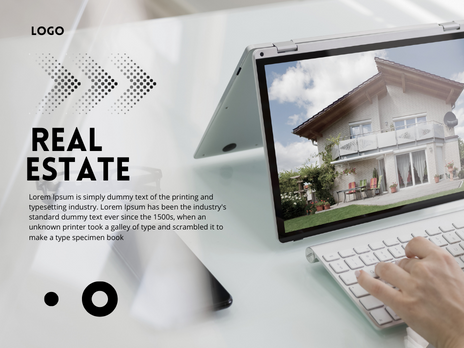 LOGO
REAL
ESTATE
Lorem Ipsum is simply dummy text of the printing and
typesetting industry. Lorem Ipsum has been the industry's
standard dummy text ever since the 1500s, when an
unknown printer took a galley of type and scrambled it to
make a type specimen book